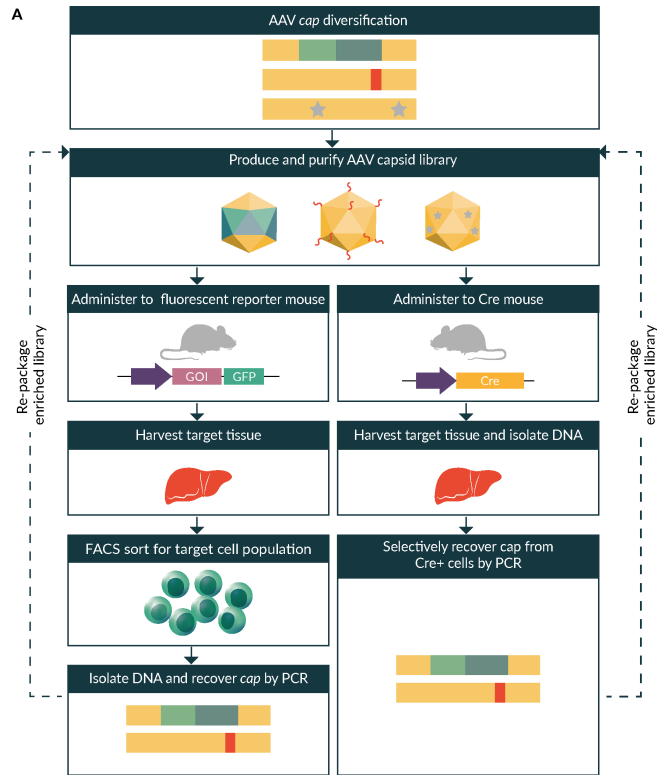 A
AAV cap diversification
Produce and purify AAV capsid library
Administer to fluorescent reporter mouse
GOI
GFP
Administer to Cre mouse
Cre
Harvest target tissue
Harvest target tissue and isolate DNA
FACS sort for target cell population
Selectively recover cap from
Cre+ cells by PCR
Isolate DNA and recover cap by PCR
Re-package
enriched library
Re-package
enriched library